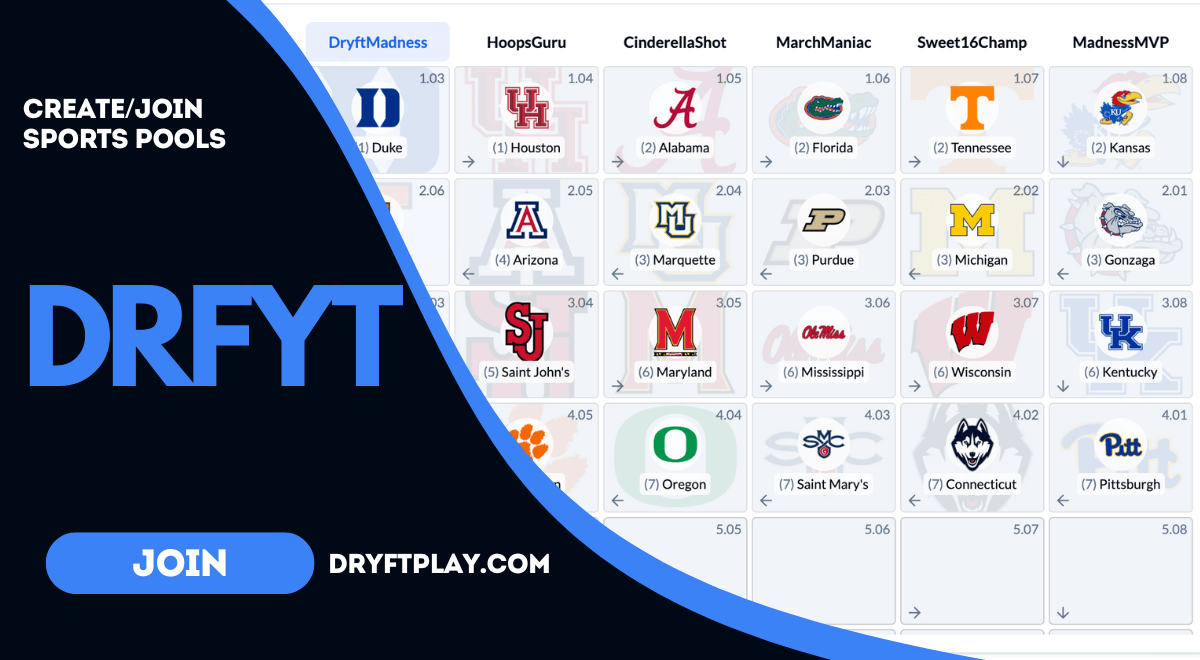 CREATE/JOIN
SPORTS POOLS
DRFYT
JOIN
DRYFTPLAY.COM
DryftMadness HoopsGuru CinderellaShot MarchManiac Sweet16Champ MadnessMVP
1.03 1.04 1.05 1.06 1.07 1.08
1) Duke (1) Houston (2) Alabama (2) Florida (2) Tennessee (2) Kansas
2.06 2.05 2.04 2.03 2.02 2.01
(4) Arizona (3) Marquette (3) Purdue (3) Michigan (3) Gonzaga
03 3.04 3.05 3.06 3.07 3.08
Ole Miss
(5) Saint John's (6) Maryland (6) Mississippi (6) Wisconsin (6) Kentucky
4.05 4.04 4.03 4.02 4.01
SMC Pitt
(7) Oregon (7) Saint Mary's (7) Connecticut (7) Pittsburgh
5.05 5.06 5.07 5.08